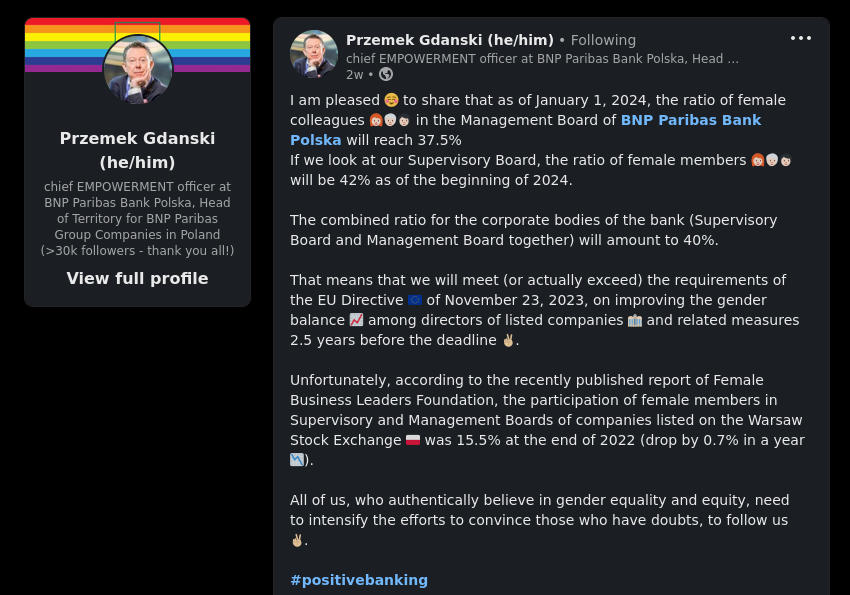 Przemek Gdanski
(he/him)
chief EMPOWERMENT officer at
BNP Paribas Bank Polska, Head
of Territory for BNP Paribas
Group Companies in Poland
(>30k followers - thank you all!)
View full profile
Przemek Gdanski (he/him) • Following
chief EMPOWERMENT officer at BNP Paribas Bank Polska, Head ...
2w •
I am pleased ☺️ to share that as of January 1, 2024, the ratio of female
colleagues 👩‍🦰👩🏼‍🦳👩🏻 in the Management Board of BNP Paribas Bank
Polska will reach 37.5%
If we look at our Supervisory Board, the ratio of female members 👩‍🦰👩🏼‍🦳👩🏻
will be 42% as of the beginning of 2024.
The combined ratio for the corporate bodies of the bank (Supervisory
Board and Management Board together) will amount to 40%.
That means that we will meet (or actually exceed) the requirements of
the EU Directive 🇪🇺 of November 23, 2023, on improving the gender
balance 📈 among directors of listed companies 🏦 and related measures
2.5 years before the deadline ✌🏼.
Unfortunately, according to the recently published report of Female
Business Leaders Foundation, the participation of female members in
Supervisory and Management Boards of companies listed on the Warsaw
Stock Exchange 🇵🇱 was 15.5% at the end of 2022 (drop by 0.7% in a year
📉).
All of us, who authentically believe in gender equality and equity, need
to intensify the efforts to convince those who have doubts, to follow us
✌🏼.
#positivebanking